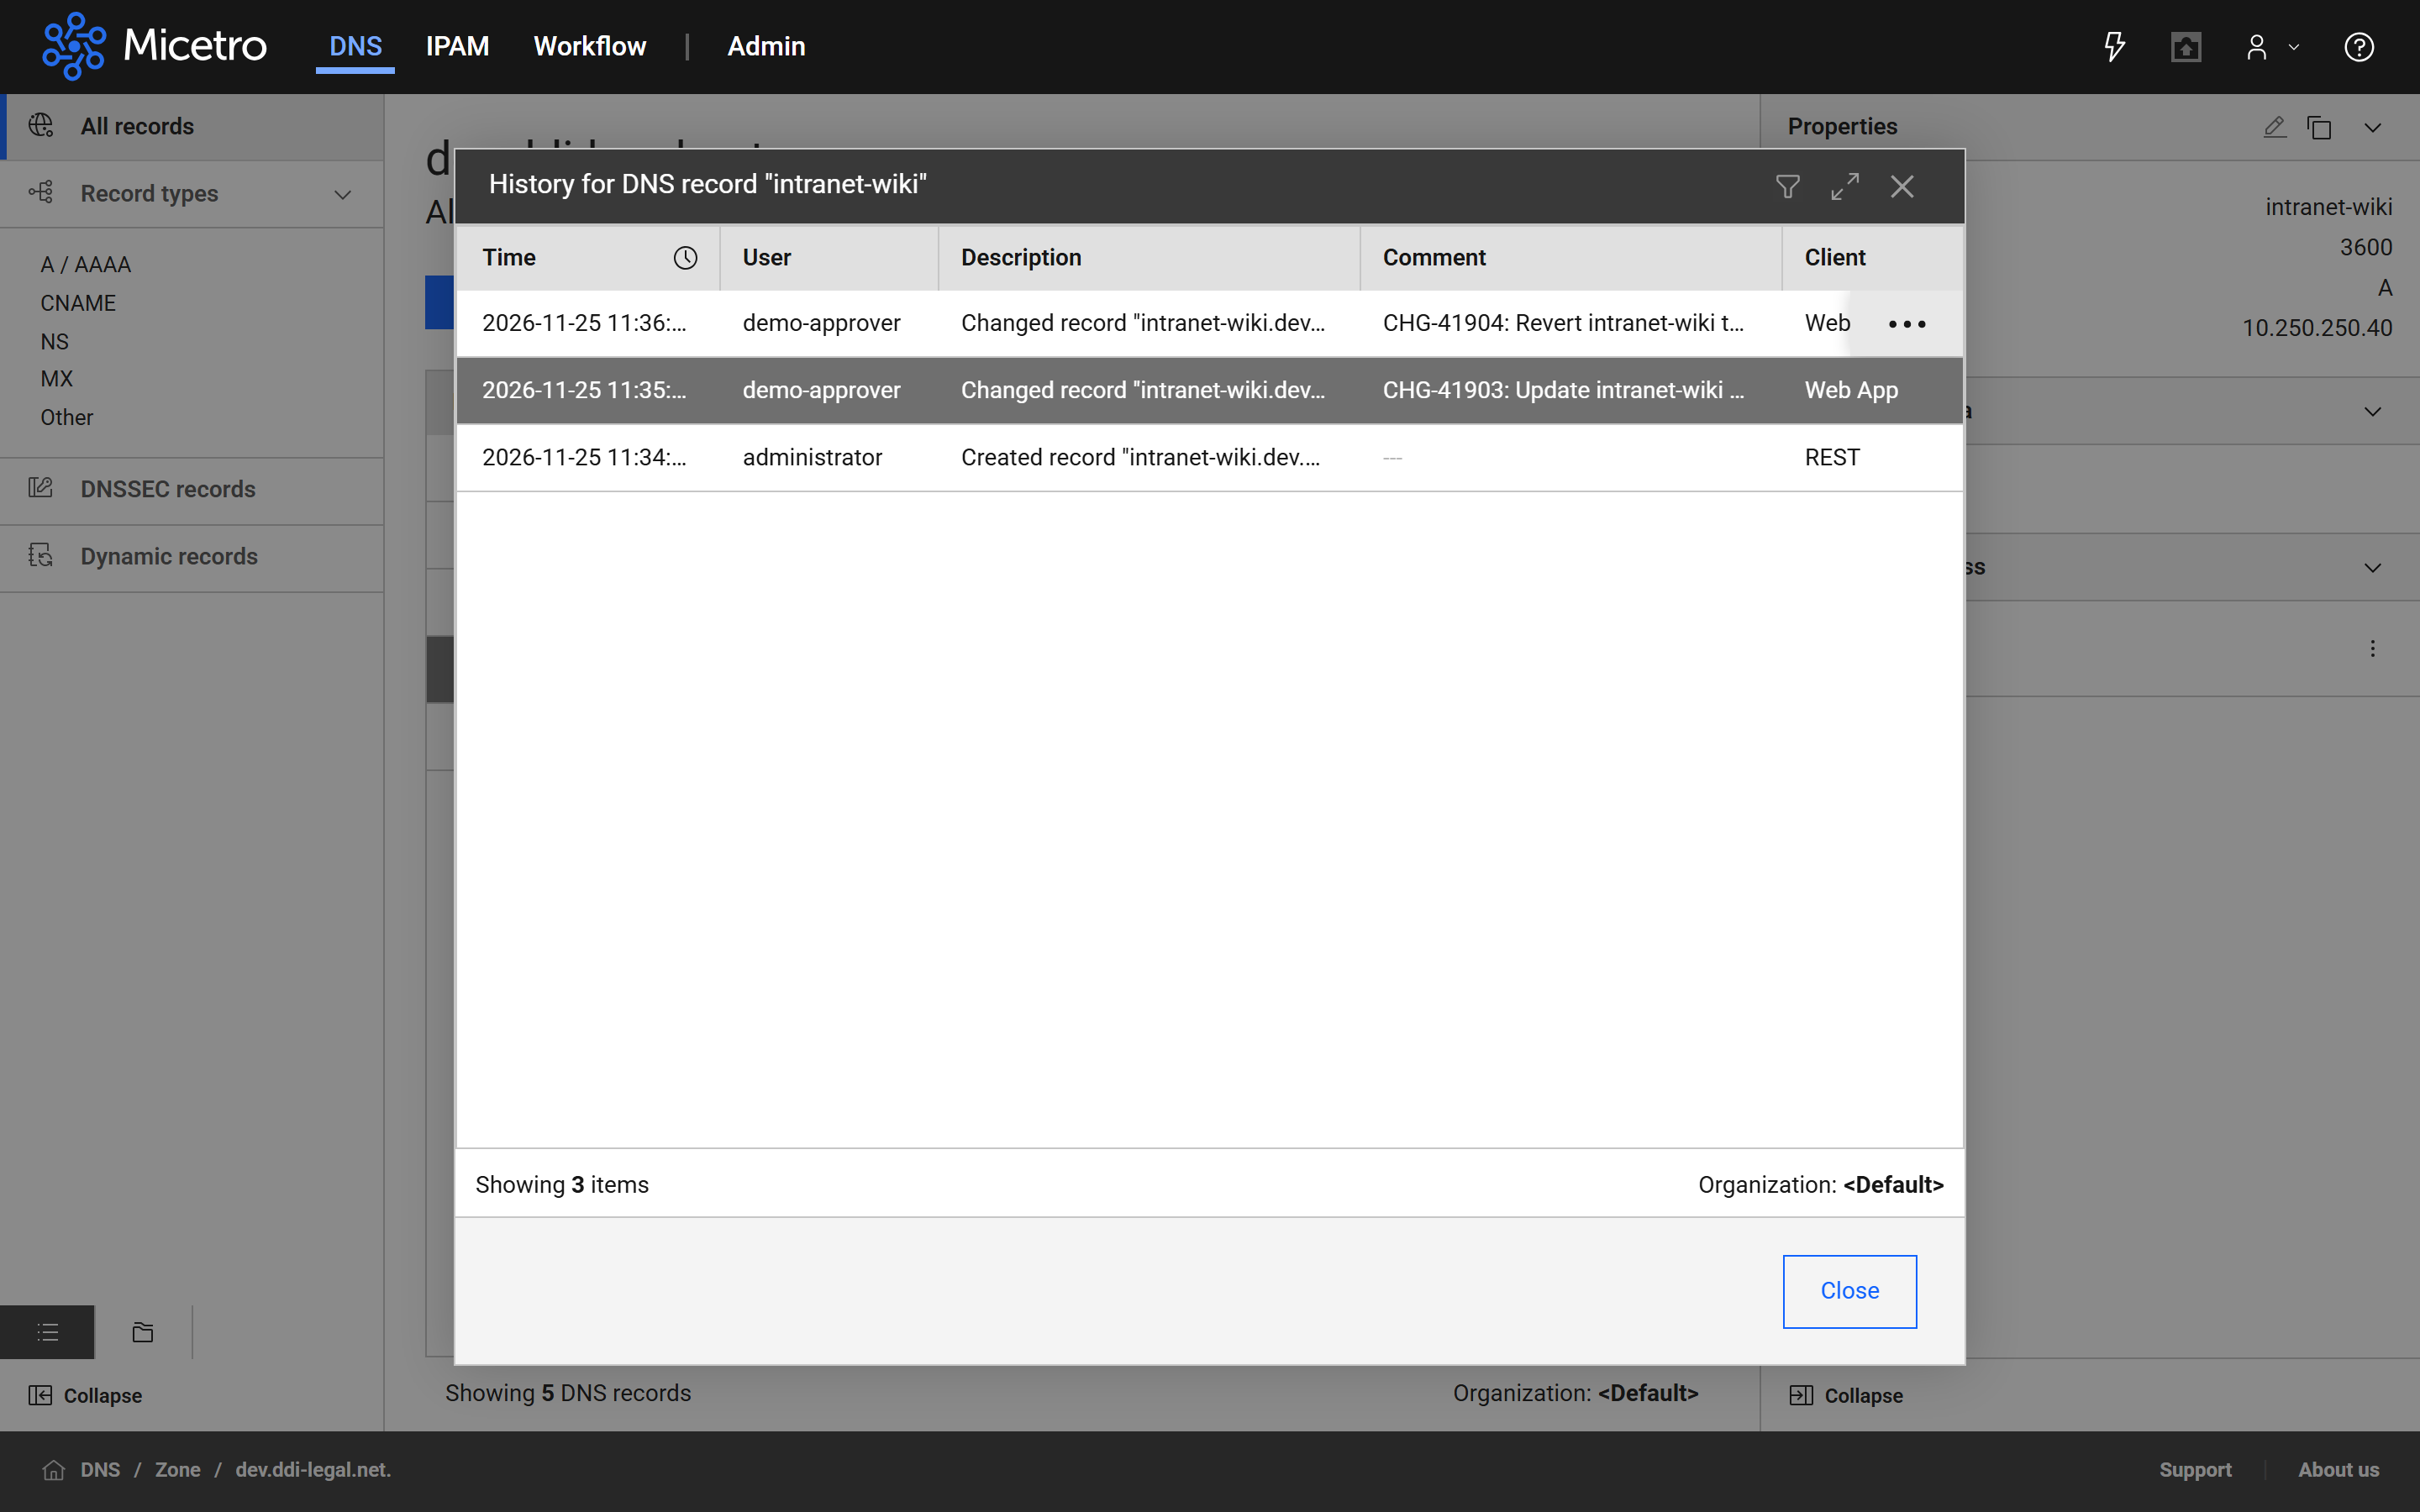 Micetro DNS IPAM Workflow | Admin
All records
Record types
A / AAAA
CNAME
NS
MX
Other
DNSSEC records
Dynamic records
Collapse
History for DNS record "intranet-wiki"
Time User Description Comment Client
2026-11-25 11:36:... demo-approver Changed record "intranet-wiki.dev... CHG-41904: Revert intranet-wiki t... Web
2026-11-25 11:35:... demo-approver Changed record "intranet-wiki.dev... CHG-41903: Update intranet-wiki ... Web App
2026-11-25 11:34:... administrator Created record "intranet-wiki.dev.... --- REST
Showing 3 items Organization: <Default>
Close
Showing 5 DNS records Organization: <Default>
Properties
intranet-wiki
3600
A
10.250.250.40
Collapse
DNS / Zone / dev.ddi-legal.net.
Support About us